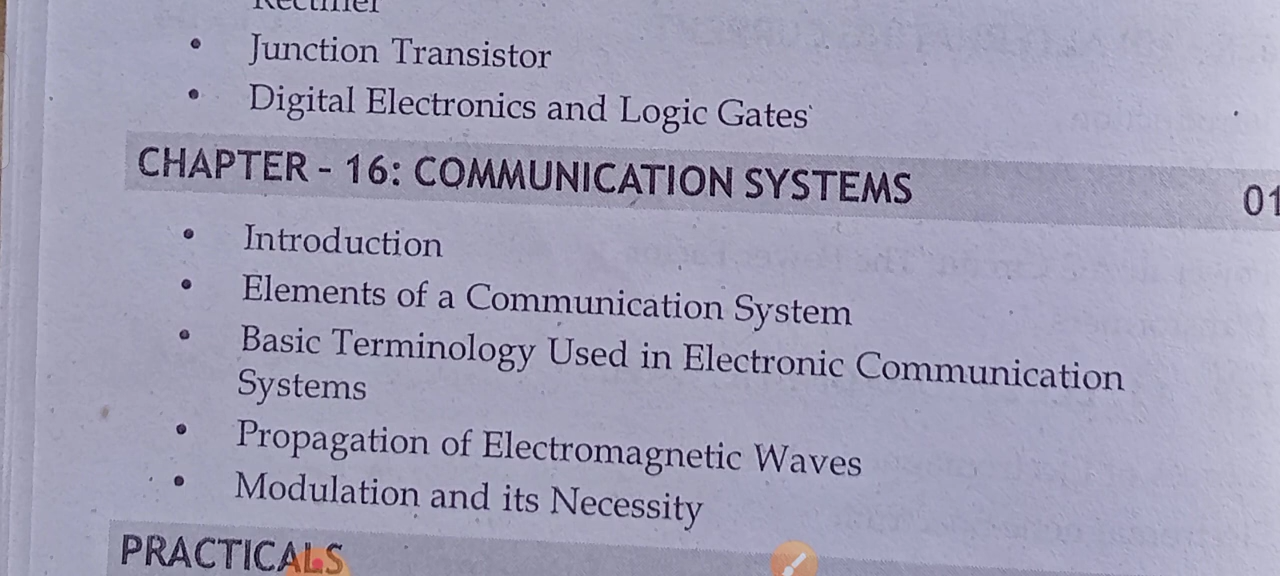 Rectifier
• Junction Transistor
• Digital Electronics and Logic Gates
CHAPTER - 16: COMMUNICATION SYSTEMS 01
• Introduction
• Elements of a Communication System
• Basic Terminology Used in Electronic Communication
Systems
• Propagation of Electromagnetic Waves
• Modulation and its Necessity
PRACTICALS